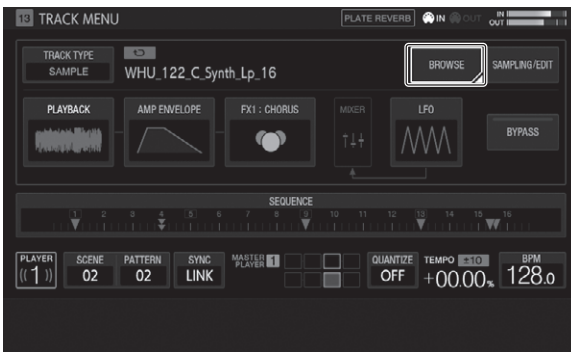 13 TRACK MENU PLATE REVERB IN OUT IN OUT
TRACK TYPE
SAMPLE
WHU_122_C_Synth_Lp_16
BROWSE SAMPLING/EDIT
PLAYBACK AMP ENVELOPE FX1 : CHORUS MIXER LFO
BYPASS
SEQUENCE
1 2 3 4 5 6 7 8 9 10 11 12 13 14 15 16
PLAYER SCENE PATTERN SYNC MASTER PLAYER 1 QUANTIZE TEMPO ±10 BPM
((1)) 02 02 LINK OFF +00.00% 128.0